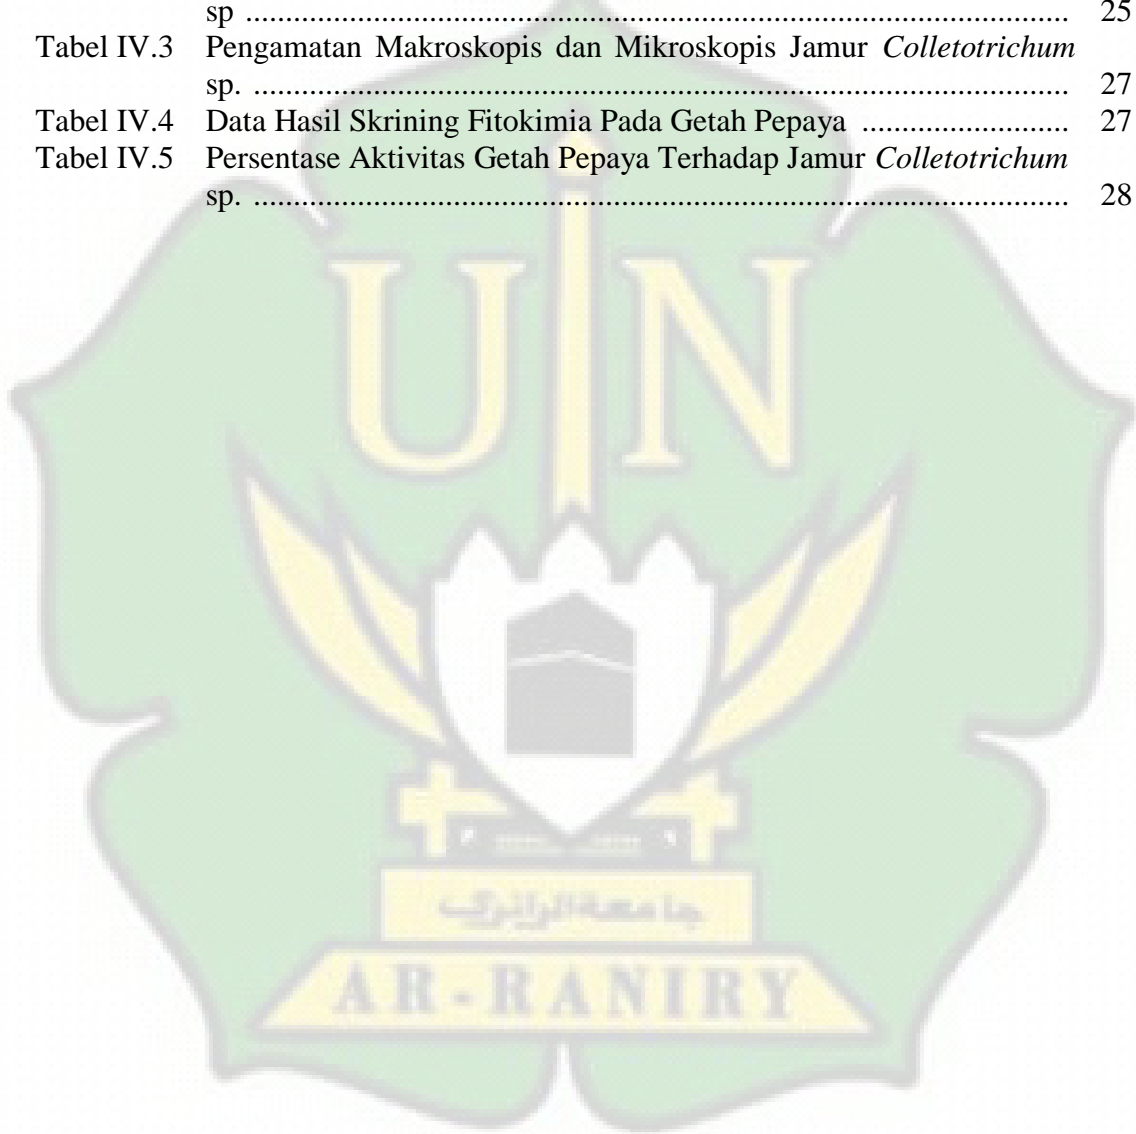 sp ........................................................................................................ 25
Tabel IV.3 Pengamatan Makroskopis dan Mikroskopis Jamur Colletotrichum
sp. ....................................................................................................... 27
Tabel IV.4 Data Hasil Skrining Fitokimia Pada Getah Pepaya .......................... 27
Tabel IV.5 Persentase Aktivitas Getah Pepaya Terhadap Jamur Colletotrichum
sp. ....................................................................................................... 28
UIN
جامعة الرانري
AR-RANIRY